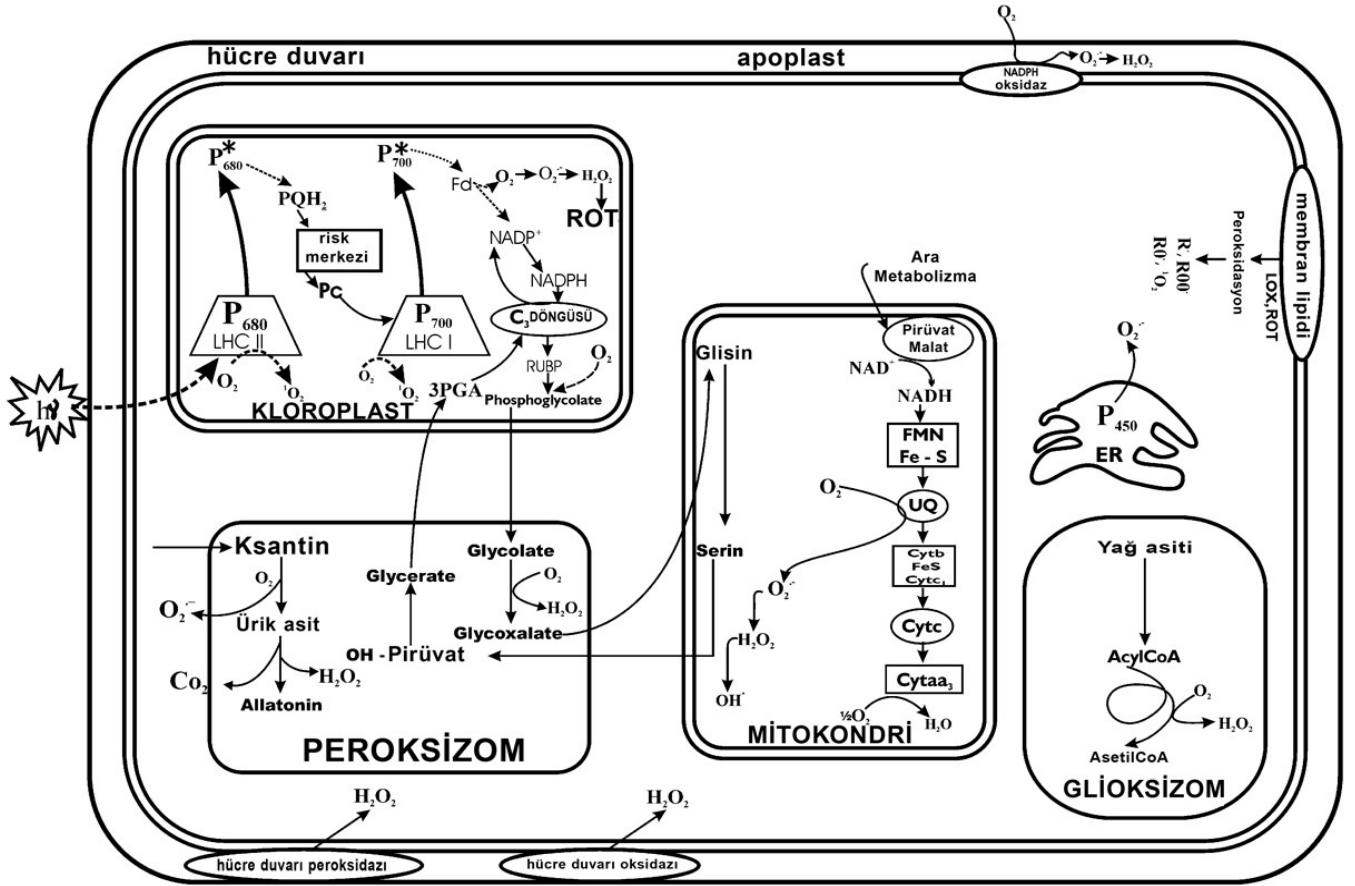 O₂
hücre duvarı
apoplast
NADPH
oksidaz
O₂·⁻
H₂O₂
P*₆₈₀
PQH₂
risk
merkezi
Pc
P₆₈₀
LHC II
O₂
¹O₂
hν
P*₇₀₀
Fd
O₂
O₂·⁻
H₂O₂
ROT
NADP⁺
NADPH
C₃DÖNGÜSÜ
P₇₀₀
LHC I
O₂
¹O₂
RUBP
O₂
3PGA
Phosphoglycolate
KLOROPLAST
Ksantin
O₂
O₂·⁻
Ürik asit
Co₂
H₂O₂
Allatonin
Glycerate
OH - Pirüvat
Glycolate
O₂
H₂O₂
Glycoxalate
PEROKSİZOM
Ara
Metabolizma
Pirüvat
Malat
NAD⁺
NADH
Glisin
Serin
FMN
Fe - S
O₂
UQ
Cytb
FeS
Cytc₁
O₂·⁻
H₂O₂
OH·
Cytc
Cytaa₃
½O₂
H₂O
MİTOKONDRİ
membran lipidi
LOX,ROT
Peroksidasyon
R·, R00·
R0·, ¹O₂
O₂·⁻
P₄₅₀
ER
Yağ asiti
AcylCoA
O₂
H₂O₂
AsetilCoA
GLİOKSİZOM
H₂O₂
hücre duvarı peroksidazı
H₂O₂
hücre duvarı oksidazı